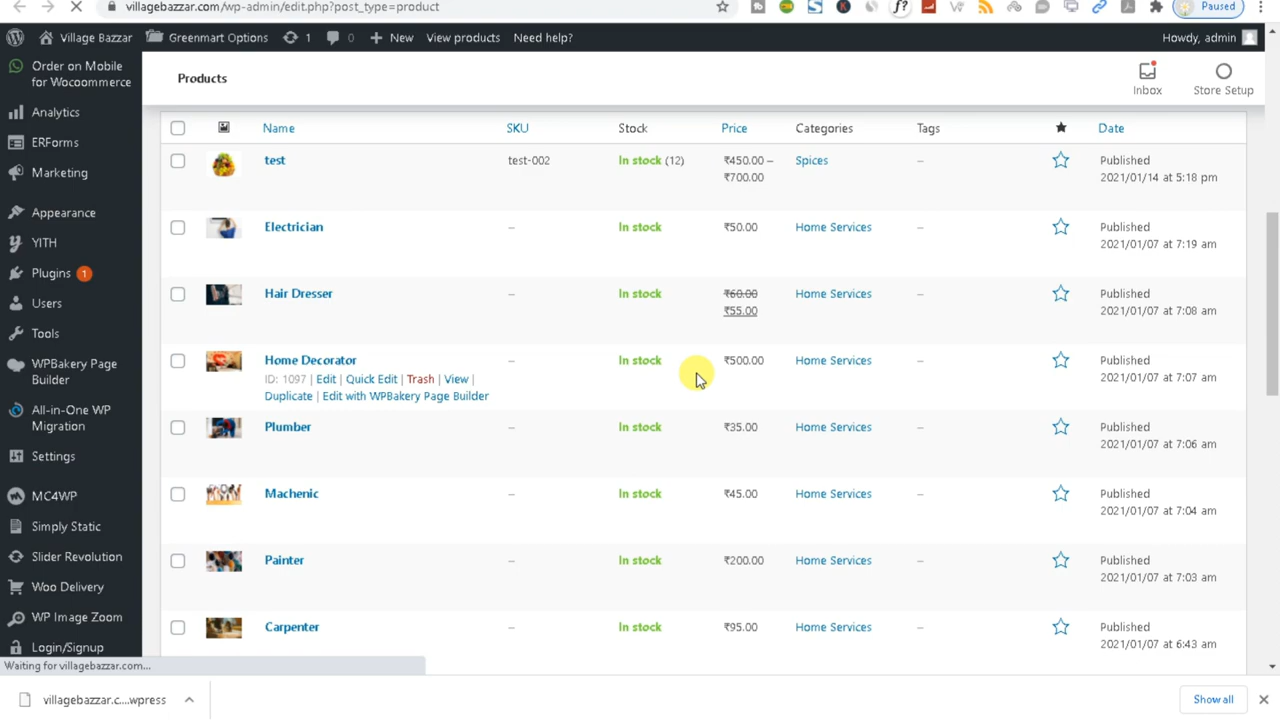 villagebazzar.com/wp-admin/edit.php?post_type=product
Paused
Village Bazzar
Greenmart Options
1
0
New
View products
Need help?
Howdy, admin
Order on Mobile
for Wocoommerce
Analytics
ERForms
Marketing
Appearance
YITH
Plugins 1
Users
Tools
WPBakery Page
Builder
All-in-One WP
Migration
Settings
MC4WP
Simply Static
Slider Revolution
Woo Delivery
WP Image Zoom
Login/Signup
Products
Inbox
Store Setup
Name SKU Stock Price Categories Tags Date
test test-002 In stock (12) ₹450.00 – Spices – Published
₹700.00 2021/01/14 at 5:18 pm
Electrician – In stock ₹50.00 Home Services – Published
2021/01/07 at 7:19 am
Hair Dresser – In stock ₹60.00 Home Services – Published
₹55.00 2021/01/07 at 7:08 am
Home Decorator – In stock ₹500.00 Home Services – Published
ID: 1097 | Edit | Quick Edit | Trash | View | 2021/01/07 at 7:07 am
Duplicate | Edit with WPBakery Page Builder
Plumber – In stock ₹35.00 Home Services – Published
2021/01/07 at 7:06 am
Machenic – In stock ₹45.00 Home Services – Published
2021/01/07 at 7:04 am
Painter – In stock ₹200.00 Home Services – Published
2021/01/07 at 7:03 am
Carpenter – In stock ₹95.00 Home Services – Published
2021/01/07 at 6:43 am
Waiting for villagebazzar.com...
villagebazzar.c....wpress
Show all